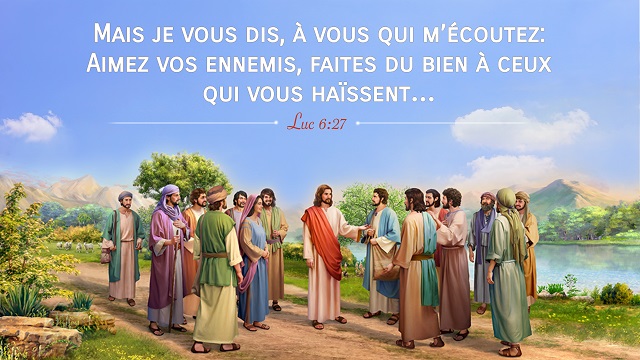 Mais je vous dis, à vous qui m'écoutez:
Aimez vos ennemis, faites du bien à ceux
qui vous haïssent...
Luc 6:27